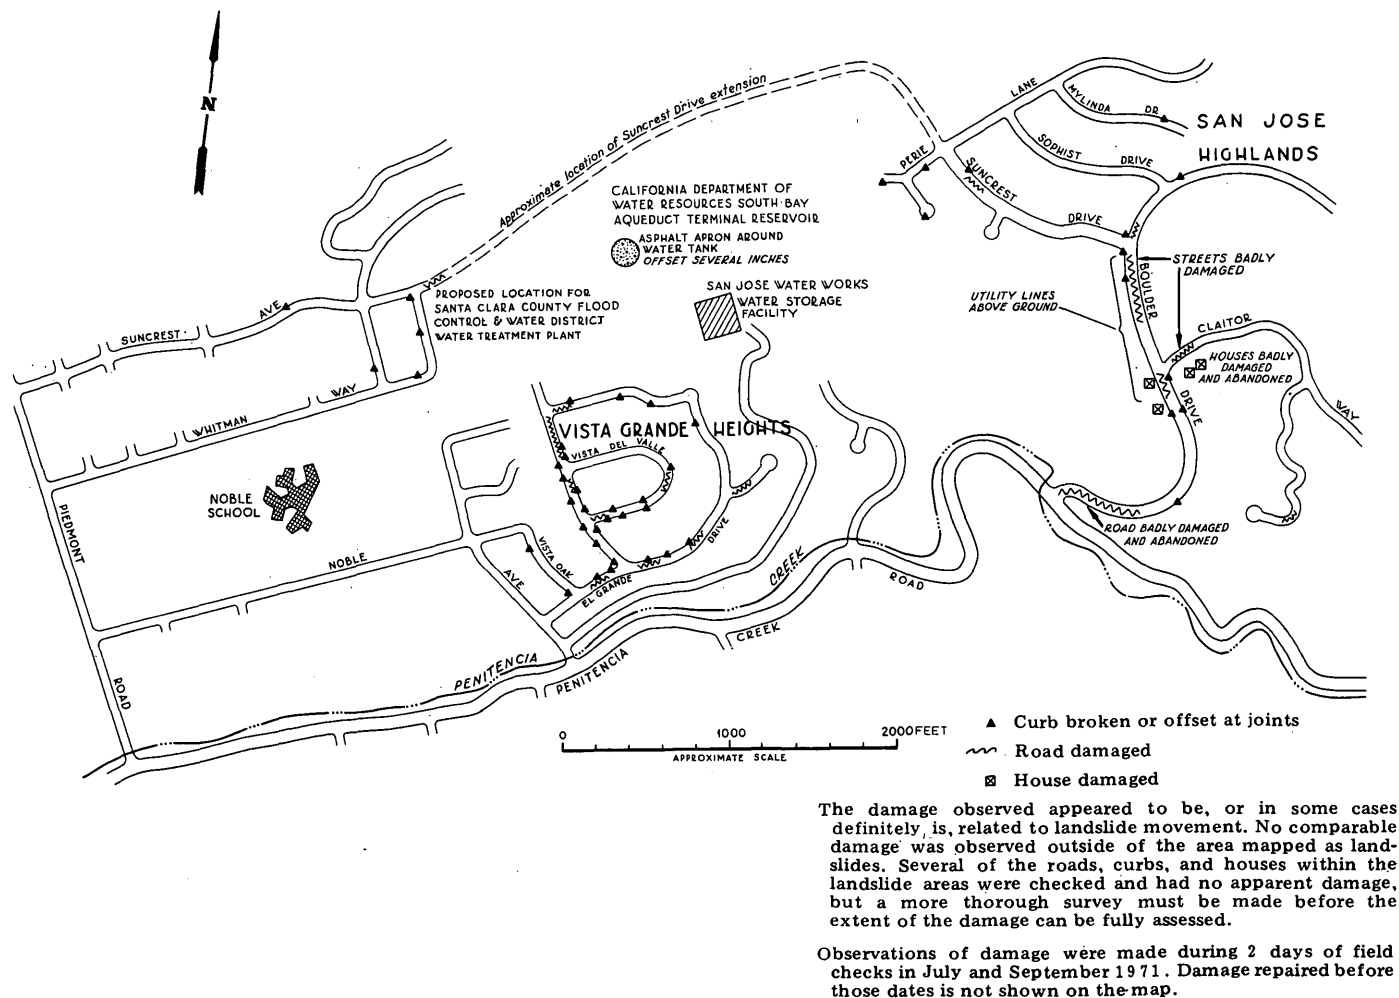 N
Approximate location of Suncrest Drive extension
LANE
MYLINDA DR.
SAN JOSE
HIGHLANDS
SOPHIST DRIVE
PERIE
SUNCREST DRIVE
CALIFORNIA DEPARTMENT OF
WATER RESOURCES SOUTH BAY
AQUEDUCT TERMINAL RESERVOIR
ASPHALT APRON AROUND
WATER TANK
OFFSET SEVERAL INCHES
STREETS BADLY
DAMAGED
BOULDER
DRIVE
UTILITY LINES
ABOVE GROUND
SAN JOSE WATER WORKS
WATER STORAGE
FACILITY
PROPOSED LOCATION FOR
SANTA CLARA COUNTY FLOOD
CONTROL & WATER DISTRICT
WATER TREATMENT PLANT
SUNCREST AVE
CLAITOR
WAY
HOUSES BADLY
DAMAGED
AND ABANDONED
WHITMAN WAY
VISTA GRANDE HEIGHTS
VISTA DEL VALLE
NOBLE
SCHOOL
PIEDMONT
ROAD
ROAD BADLY DAMAGED
AND ABANDONED
NOBLE
AVE
VISTA OAK
EL GRANDE
DRIVE
CREEK
ROAD
CREEK
PENITENCIA
PENITENCIA
0 1000 2000 FEET
APPROXIMATE SCALE
Curb broken or offset at joints
Road damaged
House damaged
The damage observed appeared to be, or in some cases
definitely is, related to landslide movement. No comparable
damage was observed outside of the area mapped as land-
slides. Several of the roads, curbs, and houses within the
landslide areas were checked and had no apparent damage,
but a more thorough survey must be made before the
extent of the damage can be fully assessed.
Observations of damage were made during 2 days of field
checks in July and September 1971. Damage repaired before
those dates is not shown on the map.